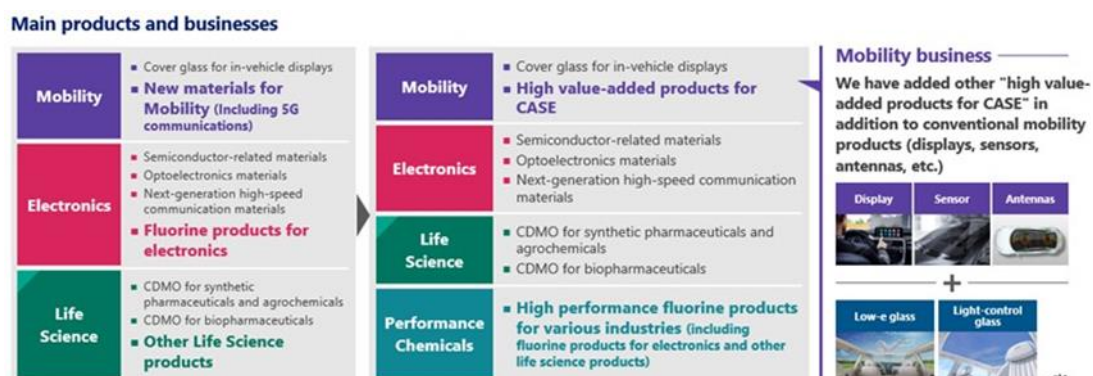 Main products and businesses
Mobility
▪ Cover glass for in-vehicle displays
▪ New materials for
Mobility (Including 5G
communications)
Electronics
▪ Semiconductor-related materials
▪ Optoelectronics materials
▪ Next-generation high-speed
communication materials
▪ Fluorine products for
electronics
Life
Science
▪ CDMO for synthetic
pharmaceuticals and agrochemicals
▪ CDMO for biopharmaceuticals
▪ Other Life Science
products
Mobility
▪ Cover glass for in-vehicle displays
▪ High value-added products for
CASE
Electronics
▪ Semiconductor-related materials
▪ Optoelectronics materials
▪ Next-generation high-speed communication
materials
Life
Science
▪ CDMO for synthetic pharmaceuticals and
agrochemicals
▪ CDMO for biopharmaceuticals
Performance
Chemicals
▪ High performance fluorine products
for various industries (including
fluorine products for electronics and other
life science products)
Mobility business
We have added other "high value-
added products for CASE" in
addition to conventional mobility
products (displays, sensors,
antennas, etc.)
Display
Sensor
Antennas
+
Low-e glass
Light-control
glass